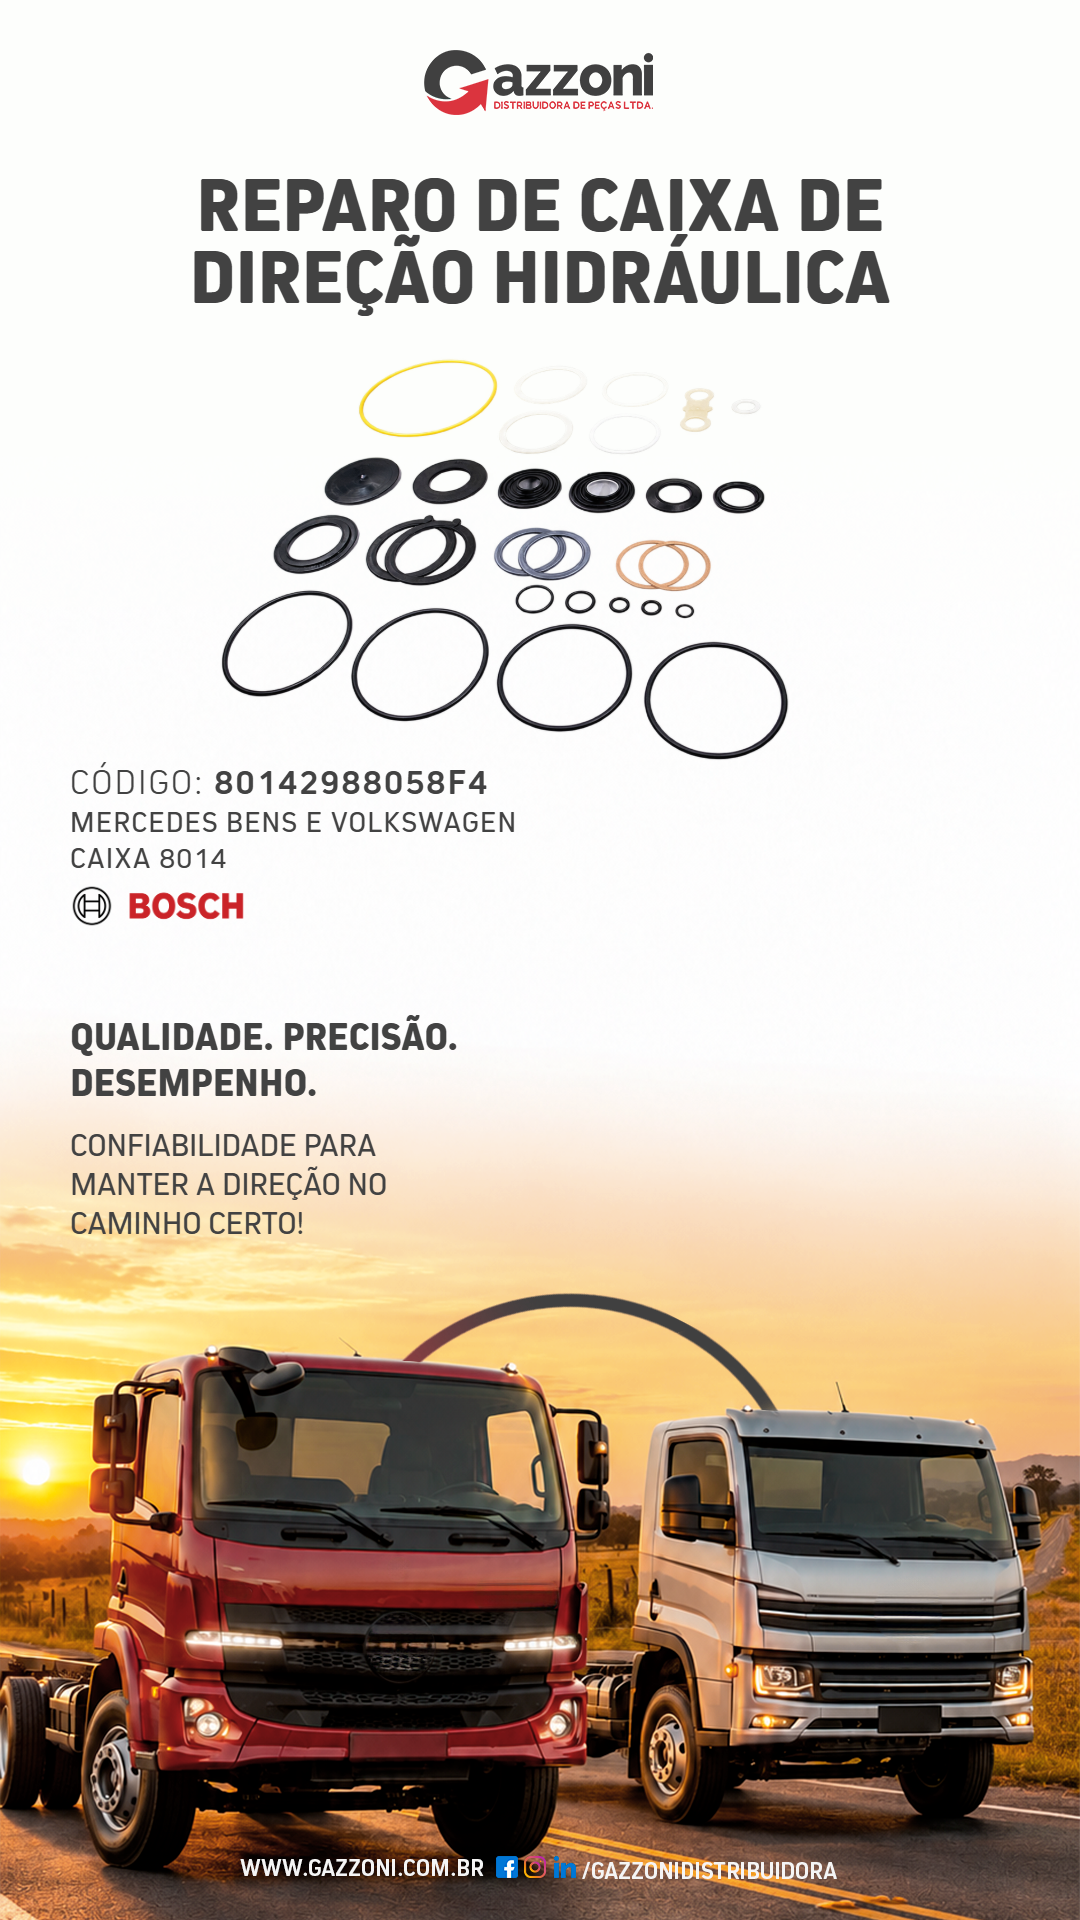 Gazzoni
DISTRIBUIDORA DE PEÇAS LTDA.
REPARO DE CAIXA DE
DIREÇÃO HIDRÁULICA
CÓDIGO: 80142988058F4
MERCEDES BENS E VOLKSWAGEN
CAIXA 8014
BOSCH
QUALIDADE. PRECISÃO.
DESEMPENHO.
CONFIABILIDADE PARA
MANTER A DIREÇÃO NO
CAMINHO CERTO!
WWW.GAZZONI.COM.BR f in /GAZZONIDISTRIBUIDORA